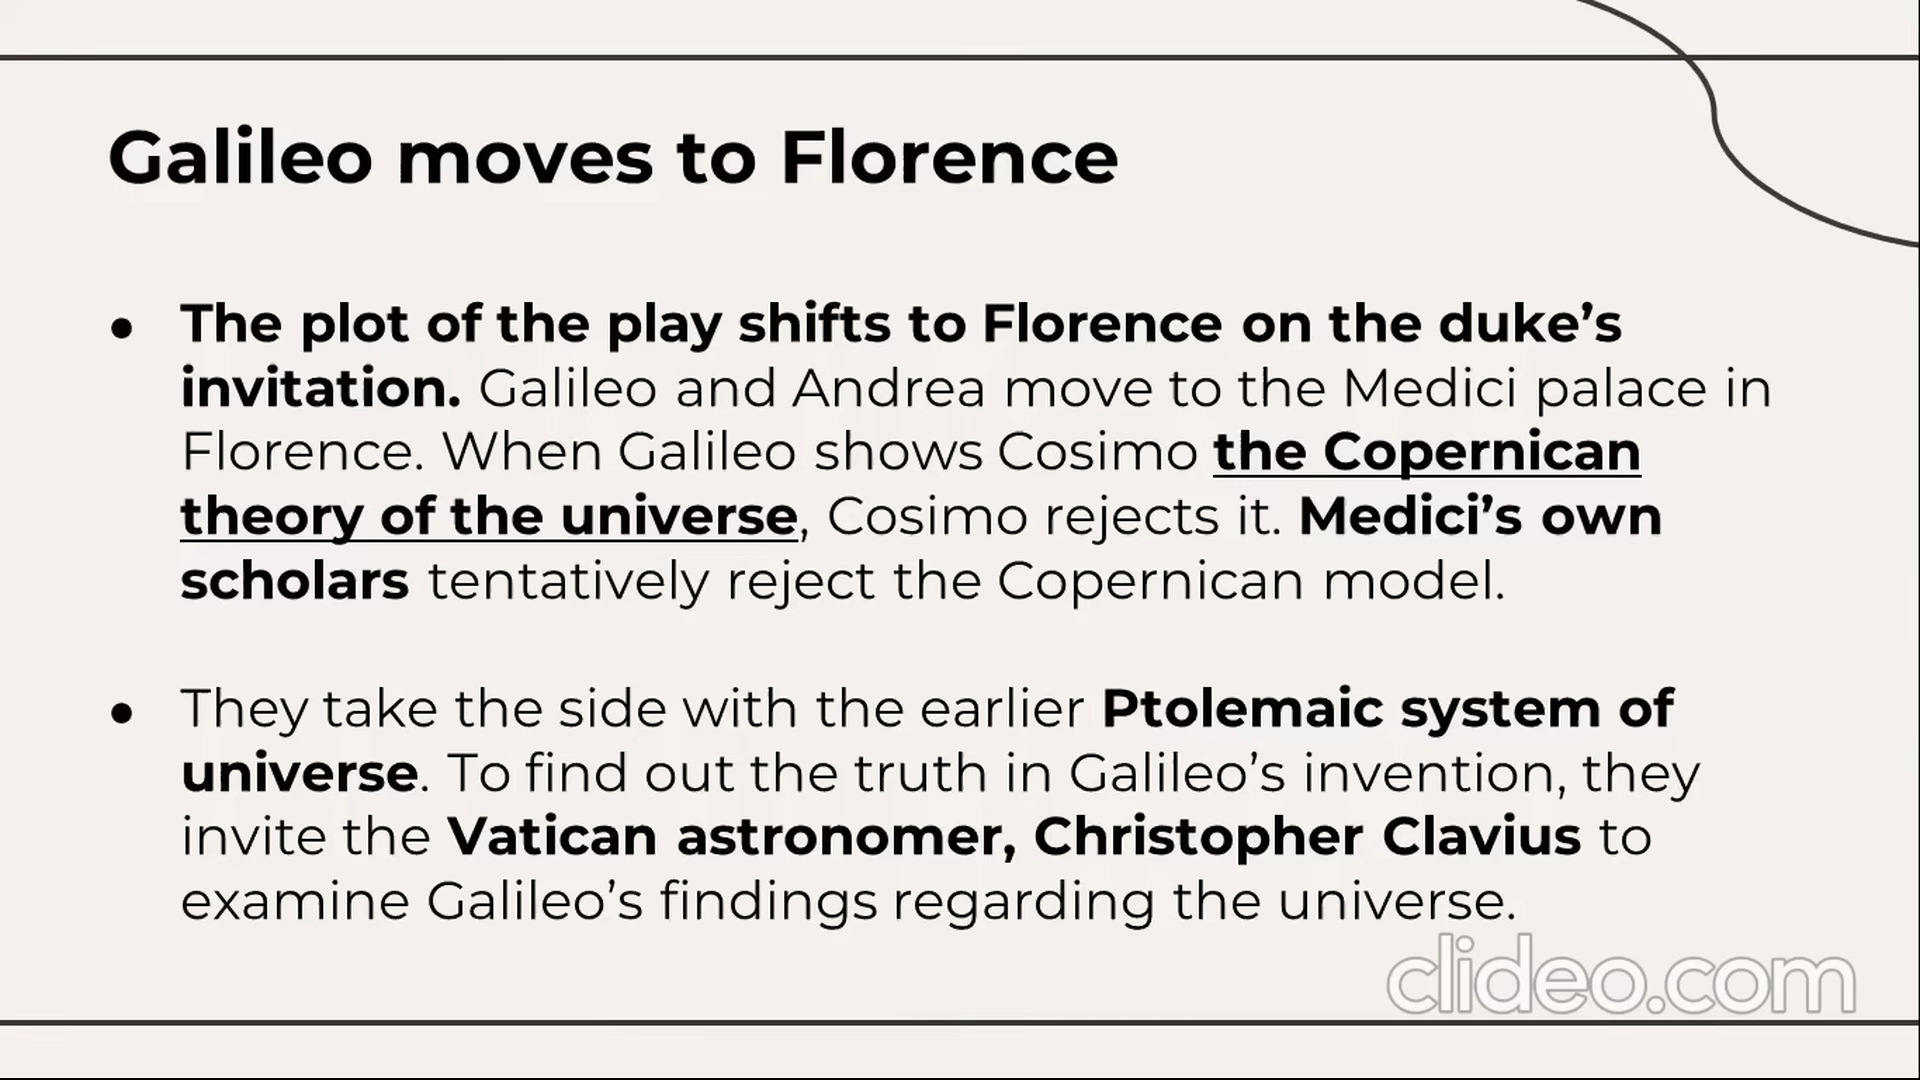 Galileo moves to Florence
● The plot of the play shifts to Florence on the duke’s
invitation. Galileo and Andrea move to the Medici palace in
Florence. When Galileo shows Cosimo the Copernican
theory of the universe, Cosimo rejects it. Medici’s own
scholars tentatively reject the Copernican model.
● They take the side with the earlier Ptolemaic system of
universe. To find out the truth in Galileo’s invention, they
invite the Vatican astronomer, Christopher Clavius to
examine Galileo’s findings regarding the universe.
clideo.com